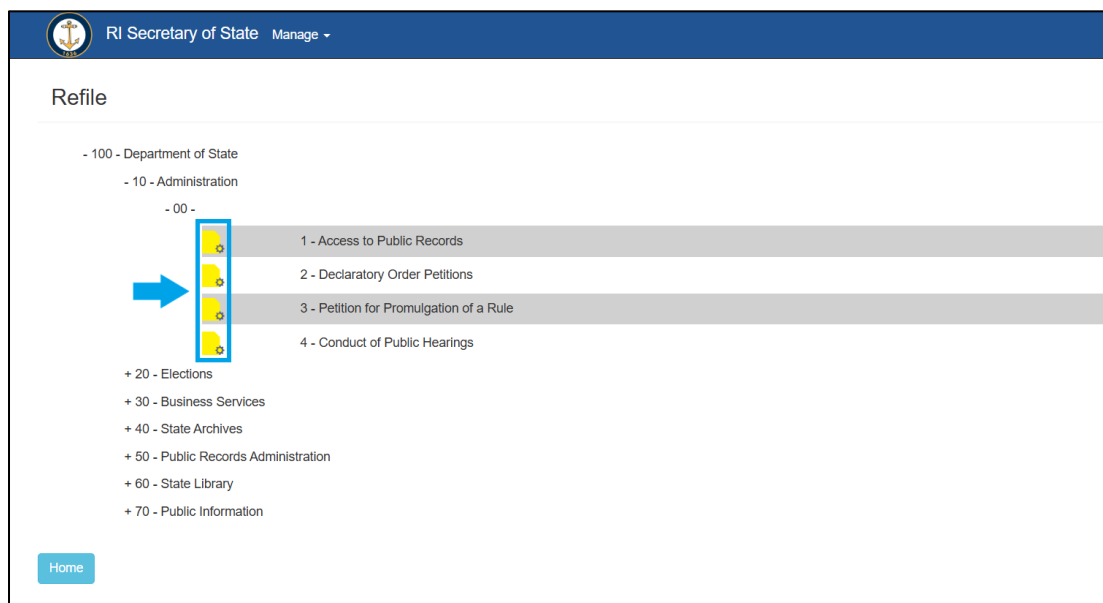 RI Secretary of State Manage
Refile
- 100 - Department of State
- 10 - Administration
- 00 -
1 - Access to Public Records
2 - Declaratory Order Petitions
3 - Petition for Promulgation of a Rule
4 - Conduct of Public Hearings
+ 20 - Elections
+ 30 - Business Services
+ 40 - State Archives
+ 50 - Public Records Administration
+ 60 - State Library
+ 70 - Public Information
Home